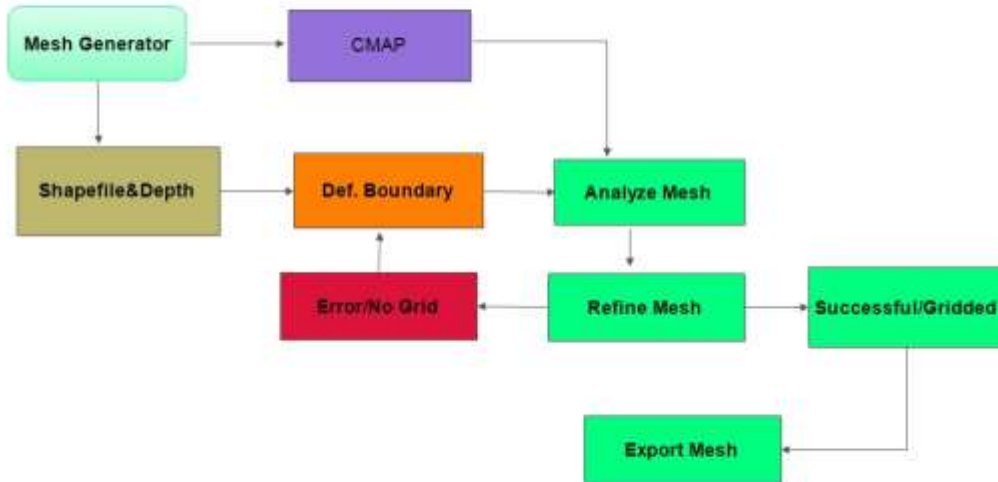 Mesh Generator
CMAP
Shapefile&Depth
Def. Boundary
Analyze Mesh
Error/No Grid
Refine Mesh
Successful/Gridded
Export Mesh